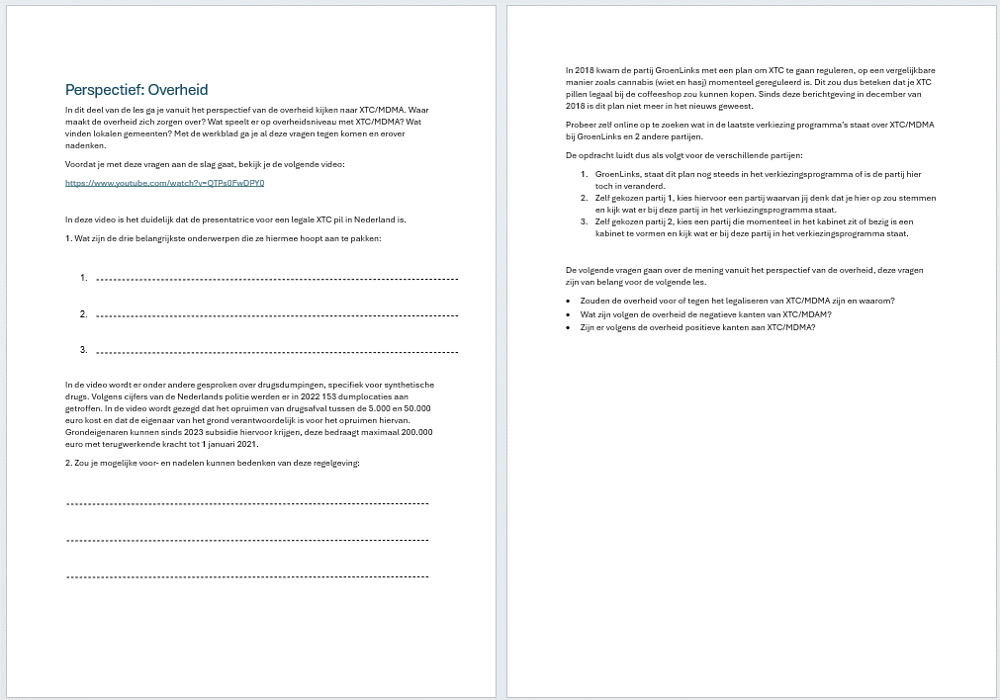 Perspectief: Overheid
In dit deel van de les ga je vanuit het perspectief van de overheid kijken naar XTC/MDMA. Waar
maakt de overheid zich zorgen over? Wat speelt er op overheidsniveau met XTC/MDMA? Wat
vinden lokalen gemeenten? Met de werkblad ga je al deze vragen tegen komen en erover
nadenken.
Voordat je met deze vragen aan de slag gaat, bekijk je de volgende video:
https://www.youtube.com/watch?v=QTPs0FwDPY0
In deze video is het duidelijk dat de presentatrice voor een legale XTC pil in Nederland is.
1. Wat zijn de drie belangrijkste onderwerpen die ze hiermee hoopt aan te pakken:
1.
2.
3.
In de video wordt er onder andere gesproken over drugsdumpingen, specifiek voor synthetische
drugs. Volgens cijfers van de Nederlands politie werden er in 2022 153 dumplocaties aan
getroffen. In de video wordt gezegd dat het opruimen van drugsafval tussen de 5.000 en 50.000
euro kost en dat de eigenaar van het grond verantwoordelijk is voor het opruimen hiervan.
Grondeigenaren kunnen sinds 2023 subsidie hiervoor krijgen, deze bedraagt maximaal 200.000
euro met terugwerkende kracht tot 1 januari 2021.
2. Zou je mogelijke voor- en nadelen kunnen bedenken van deze regelgeving:
In 2018 kwam de partij GroenLinks met een plan om XTC te gaan reguleren, op een vergelijkbare
manier zoals cannabis (wiet en hasj) momenteel gereguleerd is. Dit zou dus beteken dat je XTC
pillen legaal bij de coffeeshop zou kunnen kopen. Sinds deze berichtgeving in december van
2018 is dit plan niet meer in het nieuws geweest.
Probeer zelf online op te zoeken wat in de laatste verkiezing programma's staat over XTC/MDMA
bij GroenLinks en 2 andere partijen.
De opdracht luidt dus als volgt voor de verschillende partijen:
1. GroenLinks, staat dit plan nog steeds in het verkiezingsprogramma of is de partij hier
toch in veranderd.
2. Zelf gekozen partij 1, kies hiervoor een partij waarvan jij denkt dat je hier op zou stemmen
en kijk wat er bij deze partij in het verkiezingsprogramma staat.
3. Zelf gekozen partij 2, kies een partij die momenteel in het kabinet zit of bezig is een
kabinet te vormen en kijk wat er bij deze partij in het verkiezingsprogramma staat.
De volgende vragen gaan over de mening vanuit het perspectief van de overheid, deze vragen
zijn van belang voor de volgende les.
• Zouden de overheid voor of tegen het legaliseren van XTC/MDMA zijn en waarom?
• Wat zijn volgen de overheid de negatieve kanten van XTC/MDAM?
• Zijn er volgens de overheid positieve kanten aan XTC/MDMA?